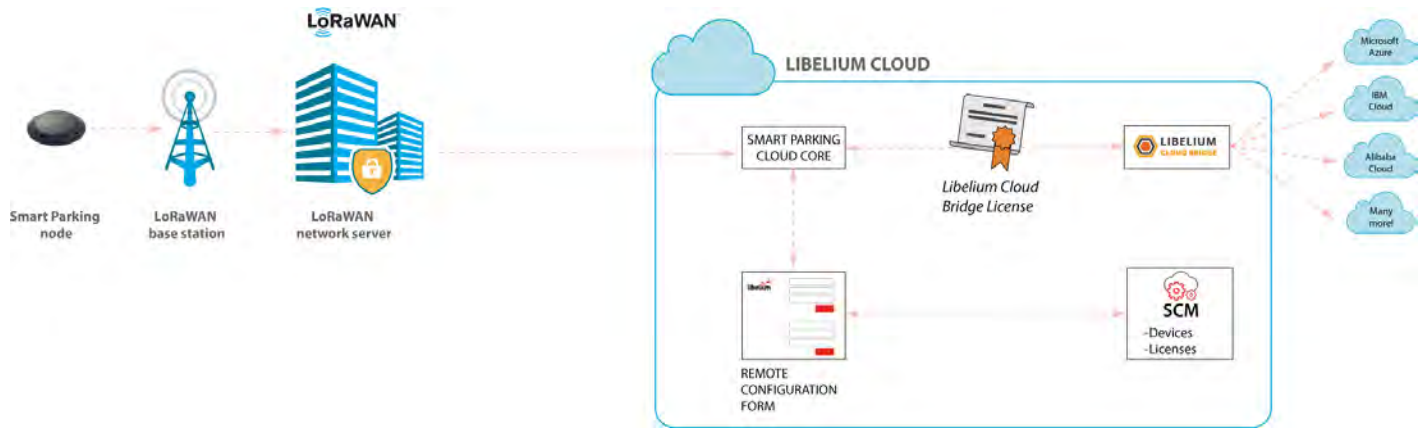 LoRaWAN
Smart Parking
node
LoRaWAN
base station
LoRaWAN
network server
LIBELIUM CLOUD
SMART PARKING
CLOUD CORE
Libelium Cloud
Bridge License
LIBELIUM
CLOUD BRIDGE
Microsoft
Azure
IBM
Cloud
Alibaba
Cloud
Many
more!
libelium
REMOTE
CONFIGURATION
FORM
SCM
-Devices
-Licenses